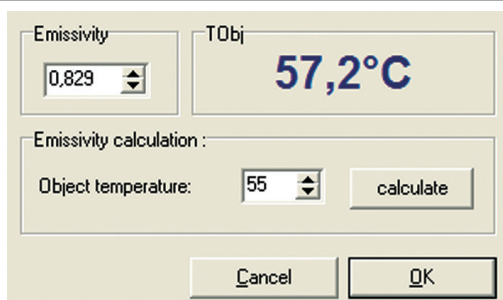 Emissivity
TObj
0,829
57,2°C
Emissivity calculation :
Object temperature:
55
calculate
Cancel
OK